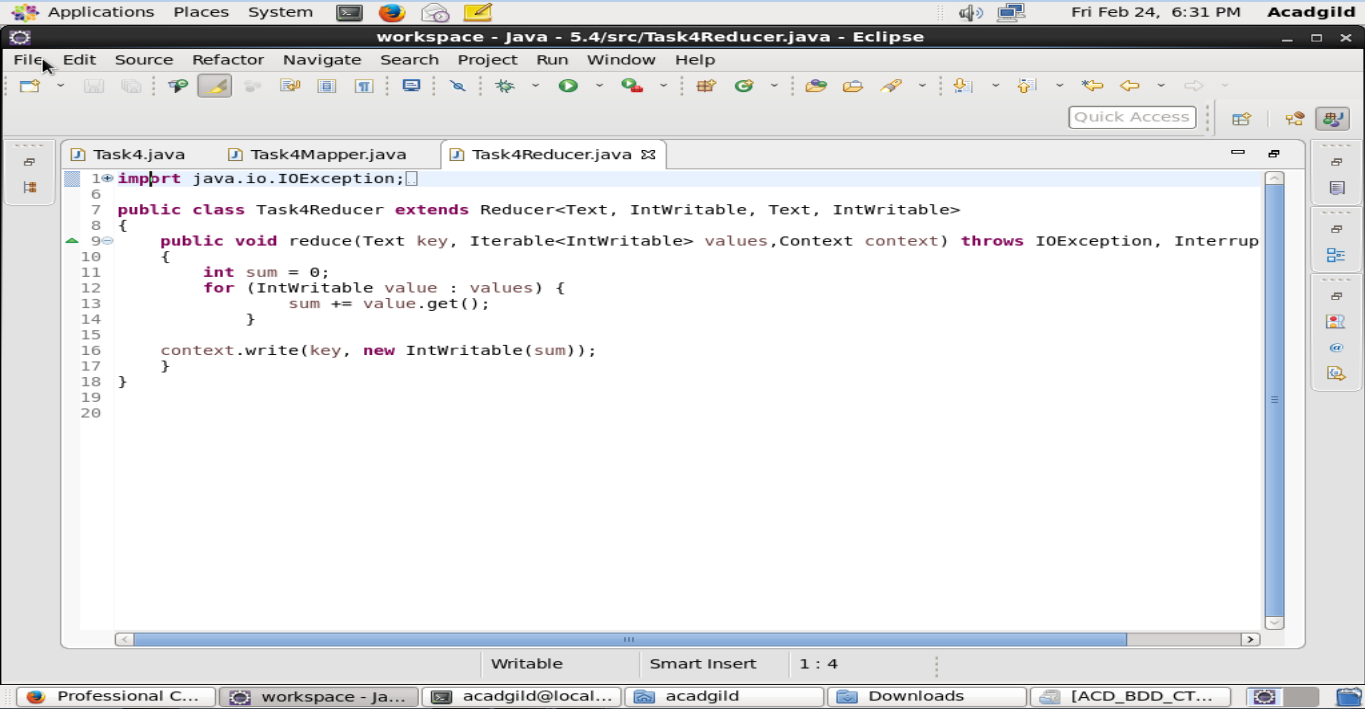 Applications Places System Fri Feb 24, 6:31 PM Acadgild
workspace - Java - 5.4/src/Task4Reducer.java - Eclipse
File Edit Source Refactor Navigate Search Project Run Window Help
Quick Access
Task4.java Task4Mapper.java Task4Reducer.java
1 import java.io.IOException;
6
7 public class Task4Reducer extends Reducer<Text, IntWritable, Text, IntWritable>
8 {
9 public void reduce(Text key, Iterable<IntWritable> values,Context context) throws IOException, Interrup
10 {
11 int sum = 0;
12 for (IntWritable value : values) {
13 sum += value.get();
14 }
15
16 context.write(key, new IntWritable(sum));
17 }
18 }
19
20
Writable Smart Insert 1 : 4
Professional C... workspace - Ja... acadgild@local... acadgild Downloads [ACD_BDD_CT...